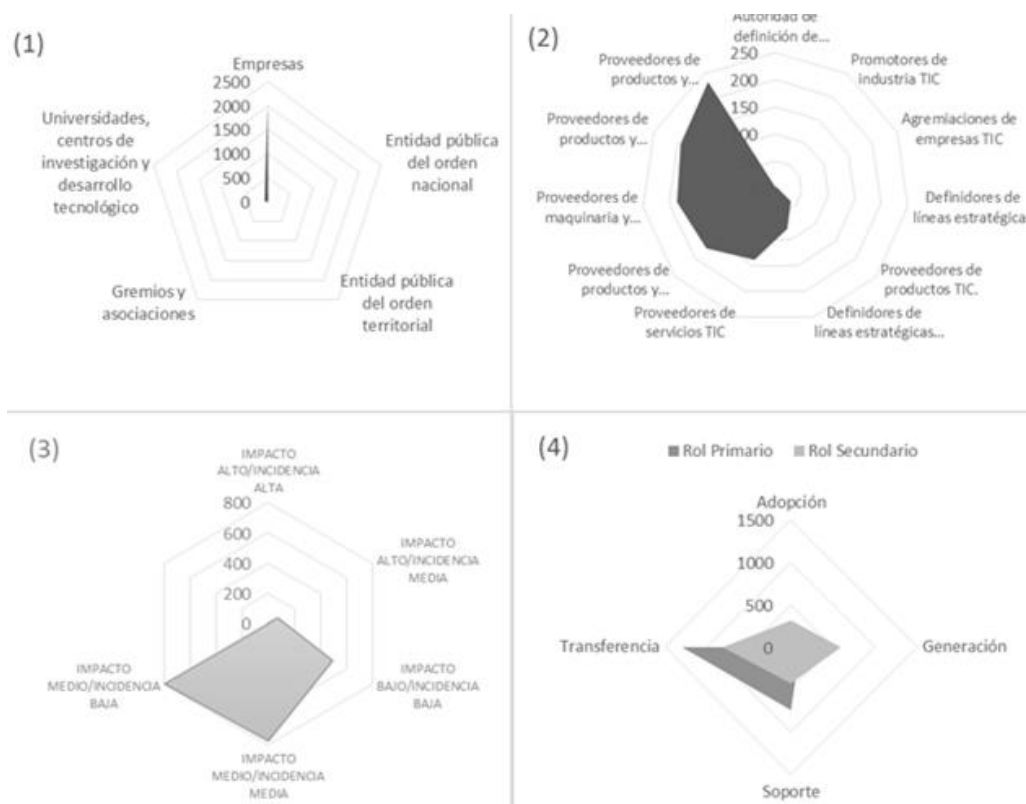 (1)
Empresas
2500
2000
1500
1000
500
0
Universidades,
centros de
investigación y
desarrollo
tecnológico
Entidad pública
del orden
nacional
Gremios y
asociaciones
Entidad pública
del orden
territorial
(2)
Autoridad de
definición de...
250
200
150
Proveedores de
productos y ...
Promotores de
industria TIC
Proveedores de
productos y...
Agremiaciones de
empresas TIC
Proveedores de
maquinaria y...
Definidores de
líneas estratégica
Proveedores de
productos y...
Proveedores de
productos TIC.
Proveedores de
servicios TIC
Definidores de
líneas estratégicas...
(3)
IMPACTO
ALTO/INCIDENCIA
ALTA
800
600
400
200
0
IMPACTO
ALTO/INCIDENCIA
MEDIA
IMPACTO
MEDIO/INCIDENCIA
BAJA
IMPACTO
BAJO/INCIDENCIA
BAJA
IMPACTO
MEDIO/INCIDENCIA
MEDIA
(4)
Rol Primario Rol Secundario
Adopción
1500
1000
500
0
Transferencia
Generación
Soporte